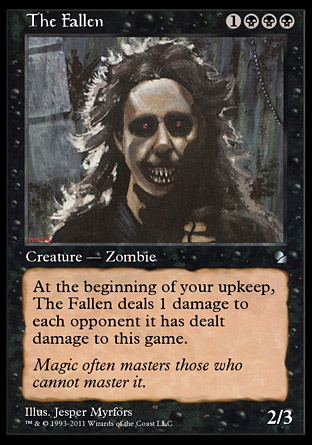 The Fallen 1
Creature — Zombie
At the beginning of your upkeep,
The Fallen deals 1 damage to
each opponent it has dealt
damage to this game.
Magic often masters those who
cannot master it.
Illus. Jesper Myrfors
™ & © 1993-2011 Wizards of the Coast LLC
2/3